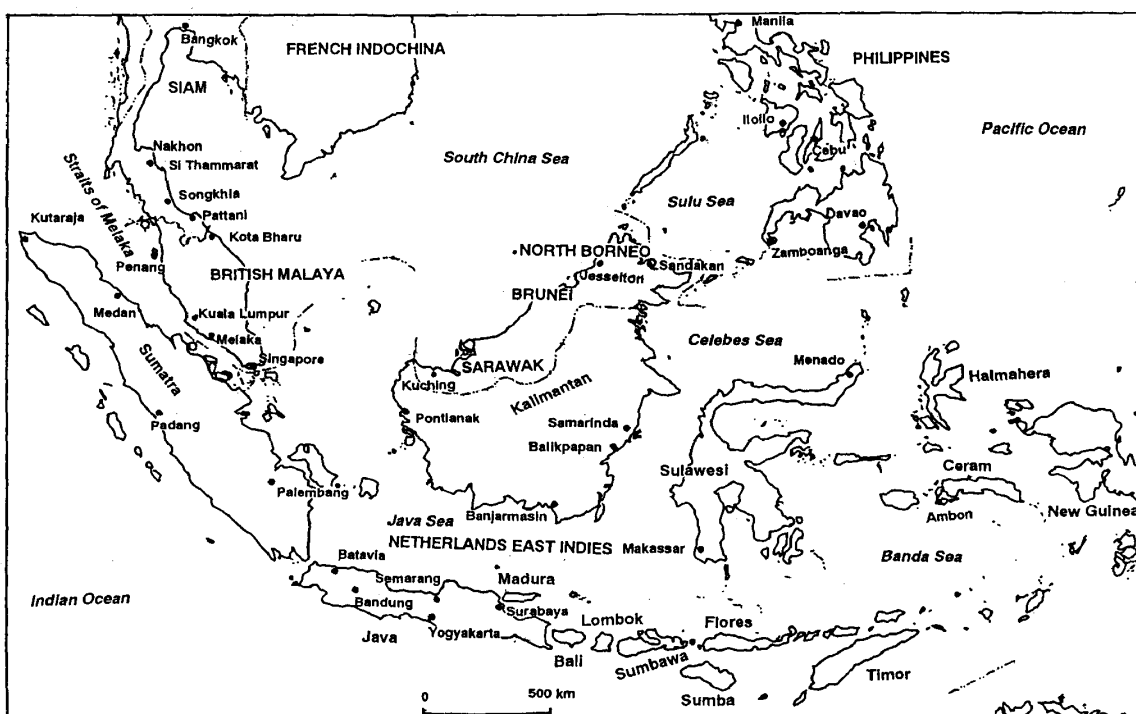 Manila
Bangkok
FRENCH INDOCHINA
PHILIPPINES
SIAM
Iloilo
Pacific Ocean
Nakhon
Si Thammarat
South China Sea
Cebu
Straits of Melaka
Songkhla
Sulu Sea
Kutaraja
Pattani
Davao
Kota Bharu
Zamboanga
NORTH BORNEO
Penang
Sandakan
BRITISH MALAYA
Jesselton
BRUNEI
Medan
Kuala Lumpur
Melaka
Celebes Sea
Singapore
Menado
Sumatra
SARAWAK
Halmahera
Kuching
Kalimantan
Padang
Pontianak
Samarinda
Balikpapan
Sulawesi
Ceram
Palembang
Ambon
New Guinea
Banjarmasin
Java Sea
NETHERLANDS EAST INDIES
Makassar
Banda Sea
Batavia
Semarang
Madura
Indian Ocean
Bandung
Surabaya
Lombok
Flores
Java
Yogyakarta
Bali
Sumbawa
Timor
Sumba
0
500 km